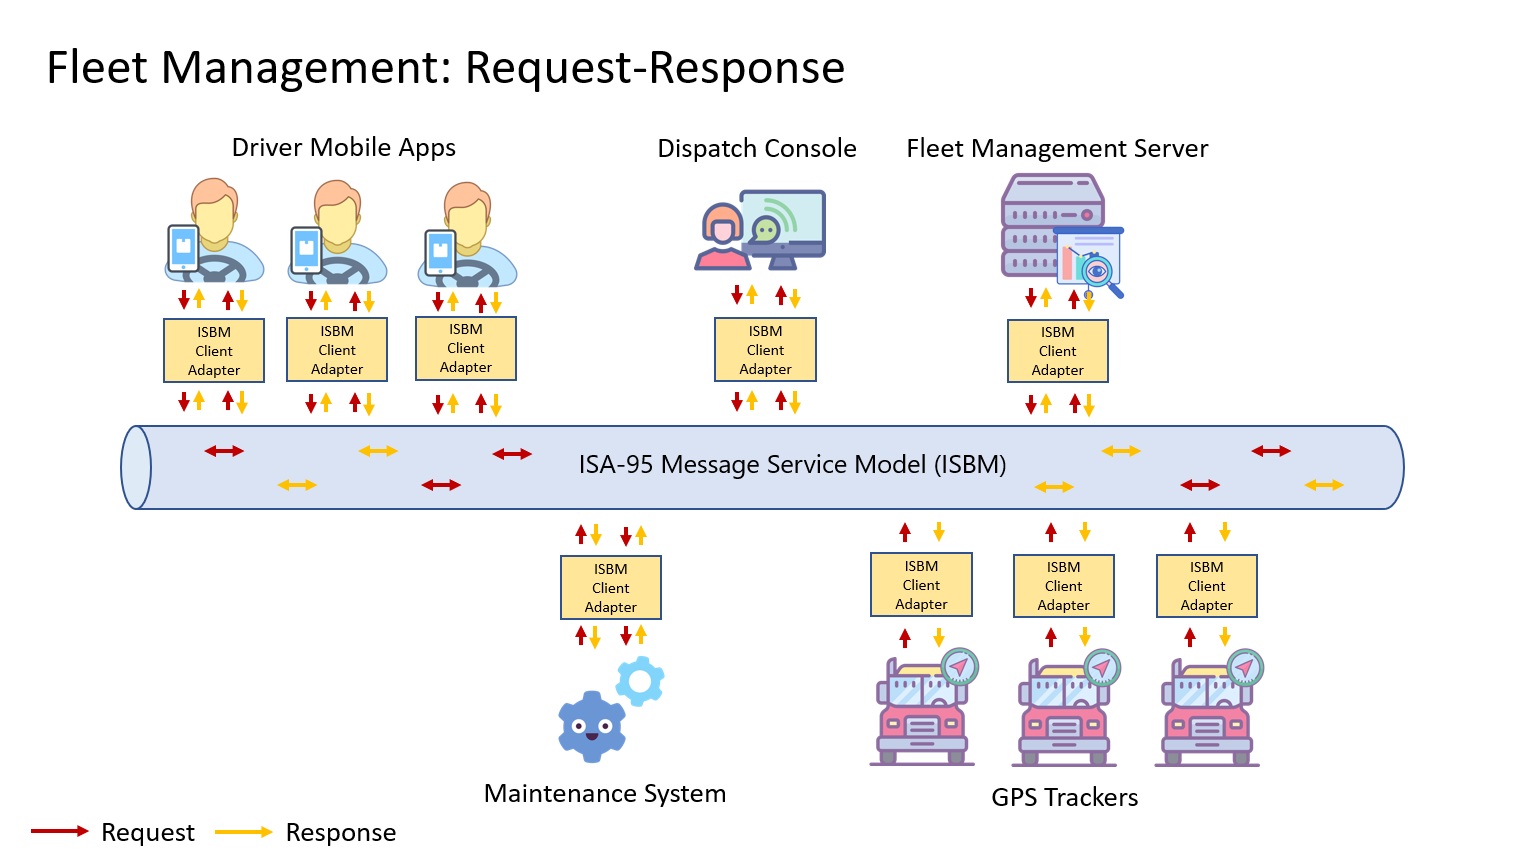 Fleet Management: Request-Response
Driver Mobile Apps
Dispatch Console
Fleet Management Server
ISBM
Client
Adapter
ISBM
Client
Adapter
ISBM
Client
Adapter
ISBM
Client
Adapter
ISBM
Client
Adapter
ISA-95 Message Service Model (ISBM)
ISBM
Client
Adapter
ISBM
Client
Adapter
ISBM
Client
Adapter
ISBM
Client
Adapter
Maintenance System
GPS Trackers
Request
Response